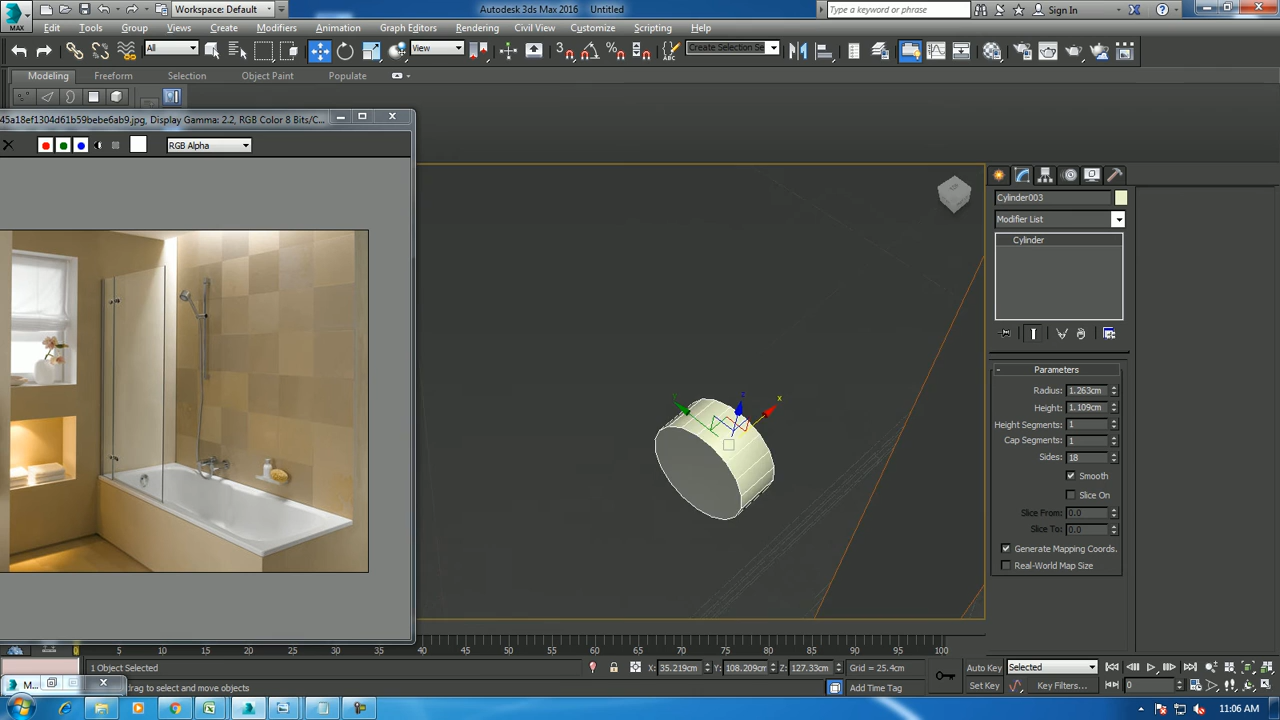 Workspace: Default
Autodesk 3ds Max 2016 Untitled
Type a keyword or phrase
Sign In
MAX
Edit Tools Group Views Create Modifiers Animation Graph Editors Rendering Civil View Customize Scripting Help
All
View
Create Selection Se
Modeling Freeform Selection Object Paint Populate
45a18ef1304d61b59bebe6ab9.jpg, Display Gamma: 2.2, RGB Color 8 Bits/C...
RGB Alpha
x
z
Cylinder003
Modifier List
Cylinder
- Parameters
Radius: 1.263cm
Height: 1.109cm
Height Segments: 1
Cap Segments: 1
Sides: 18
Smooth
Slice On
Slice From: 0.0
Slice To: 0.0
Generate Mapping Coords.
Real-World Map Size
5 10 15 20 25 30 35 40 45 50 55 60 65 70 75 80 85 90 95 100
1 Object Selected
X: 35.219cm Y: 108.209cm Z: 127.33cm Grid = 25.4cm
Auto Key Selected
M...
drag to select and move objects
Add Time Tag
Set Key Key Filters... 0
11:06 AM